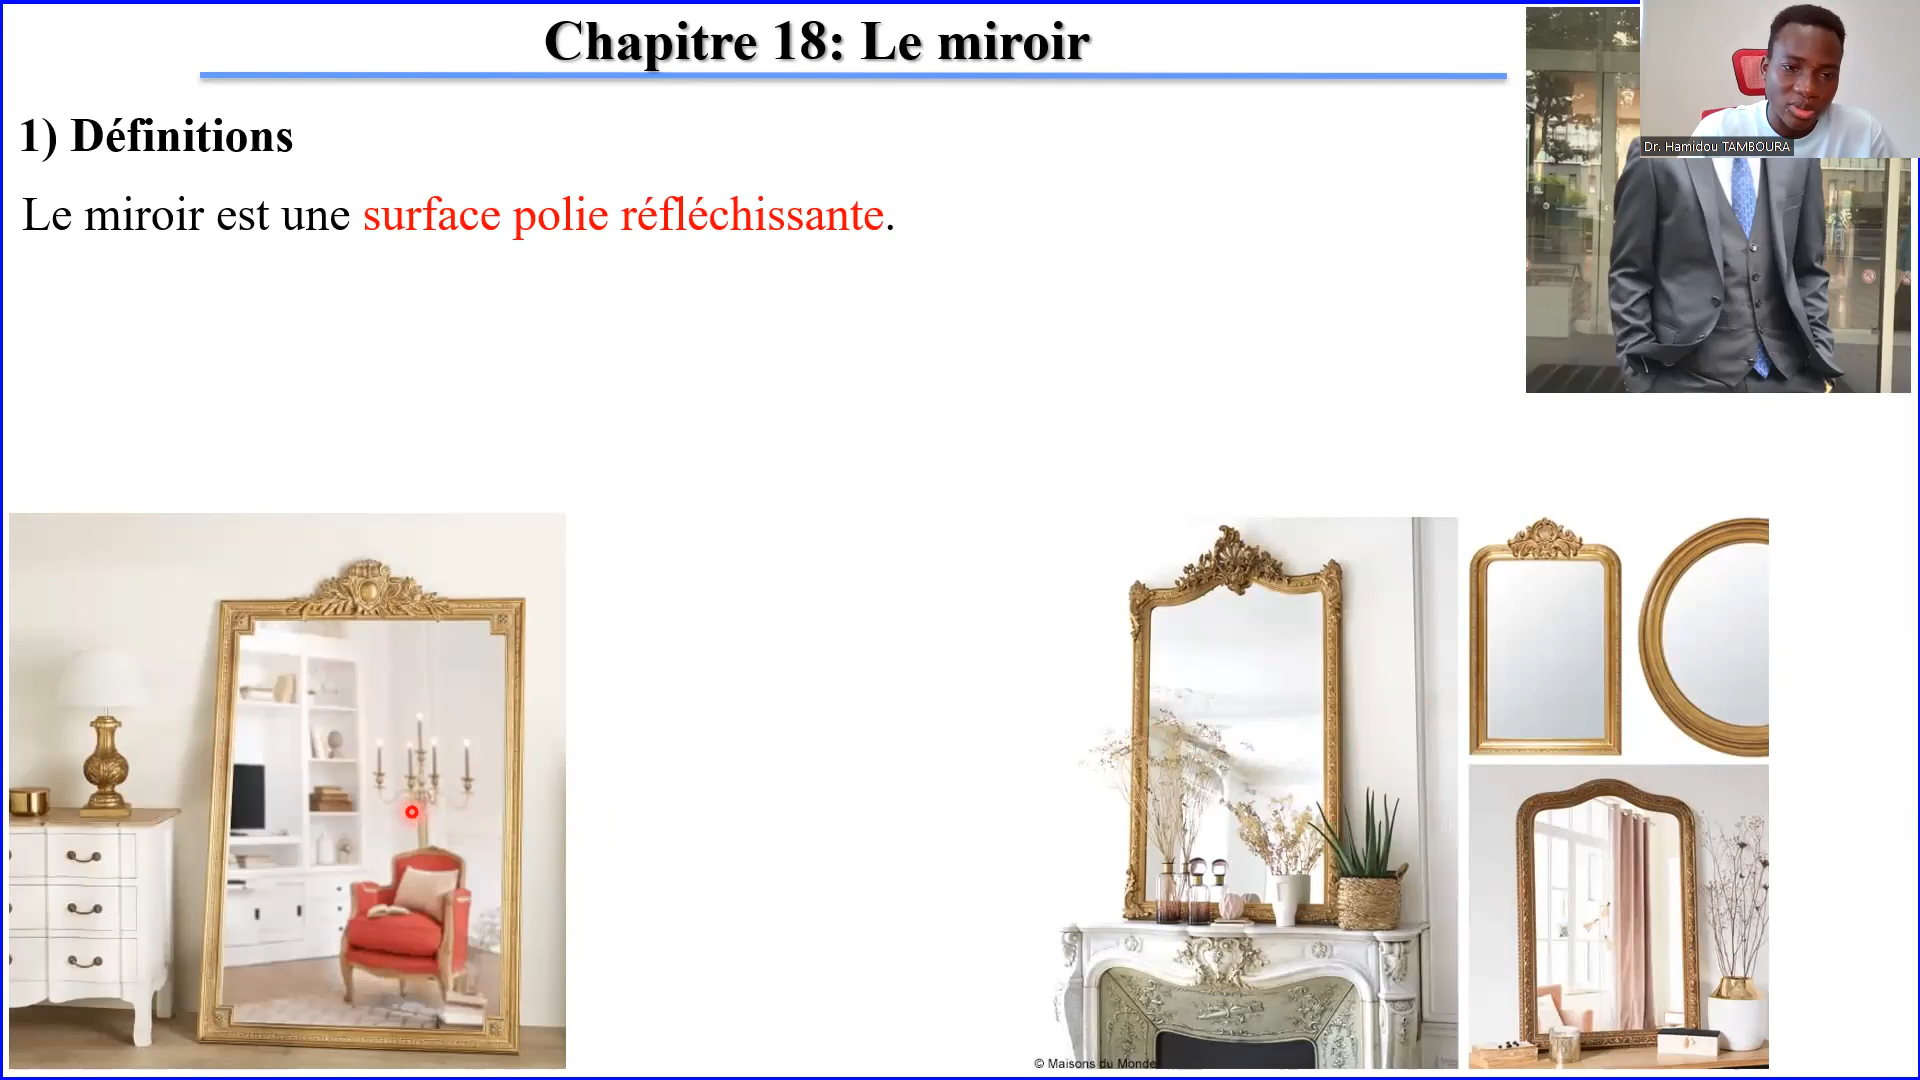 Chapitre 18: Le miroir
Dr. Hamidou TAMBOURA
1) Définitions
Le miroir est une surface polie réfléchissante.
© Maisons du Monde